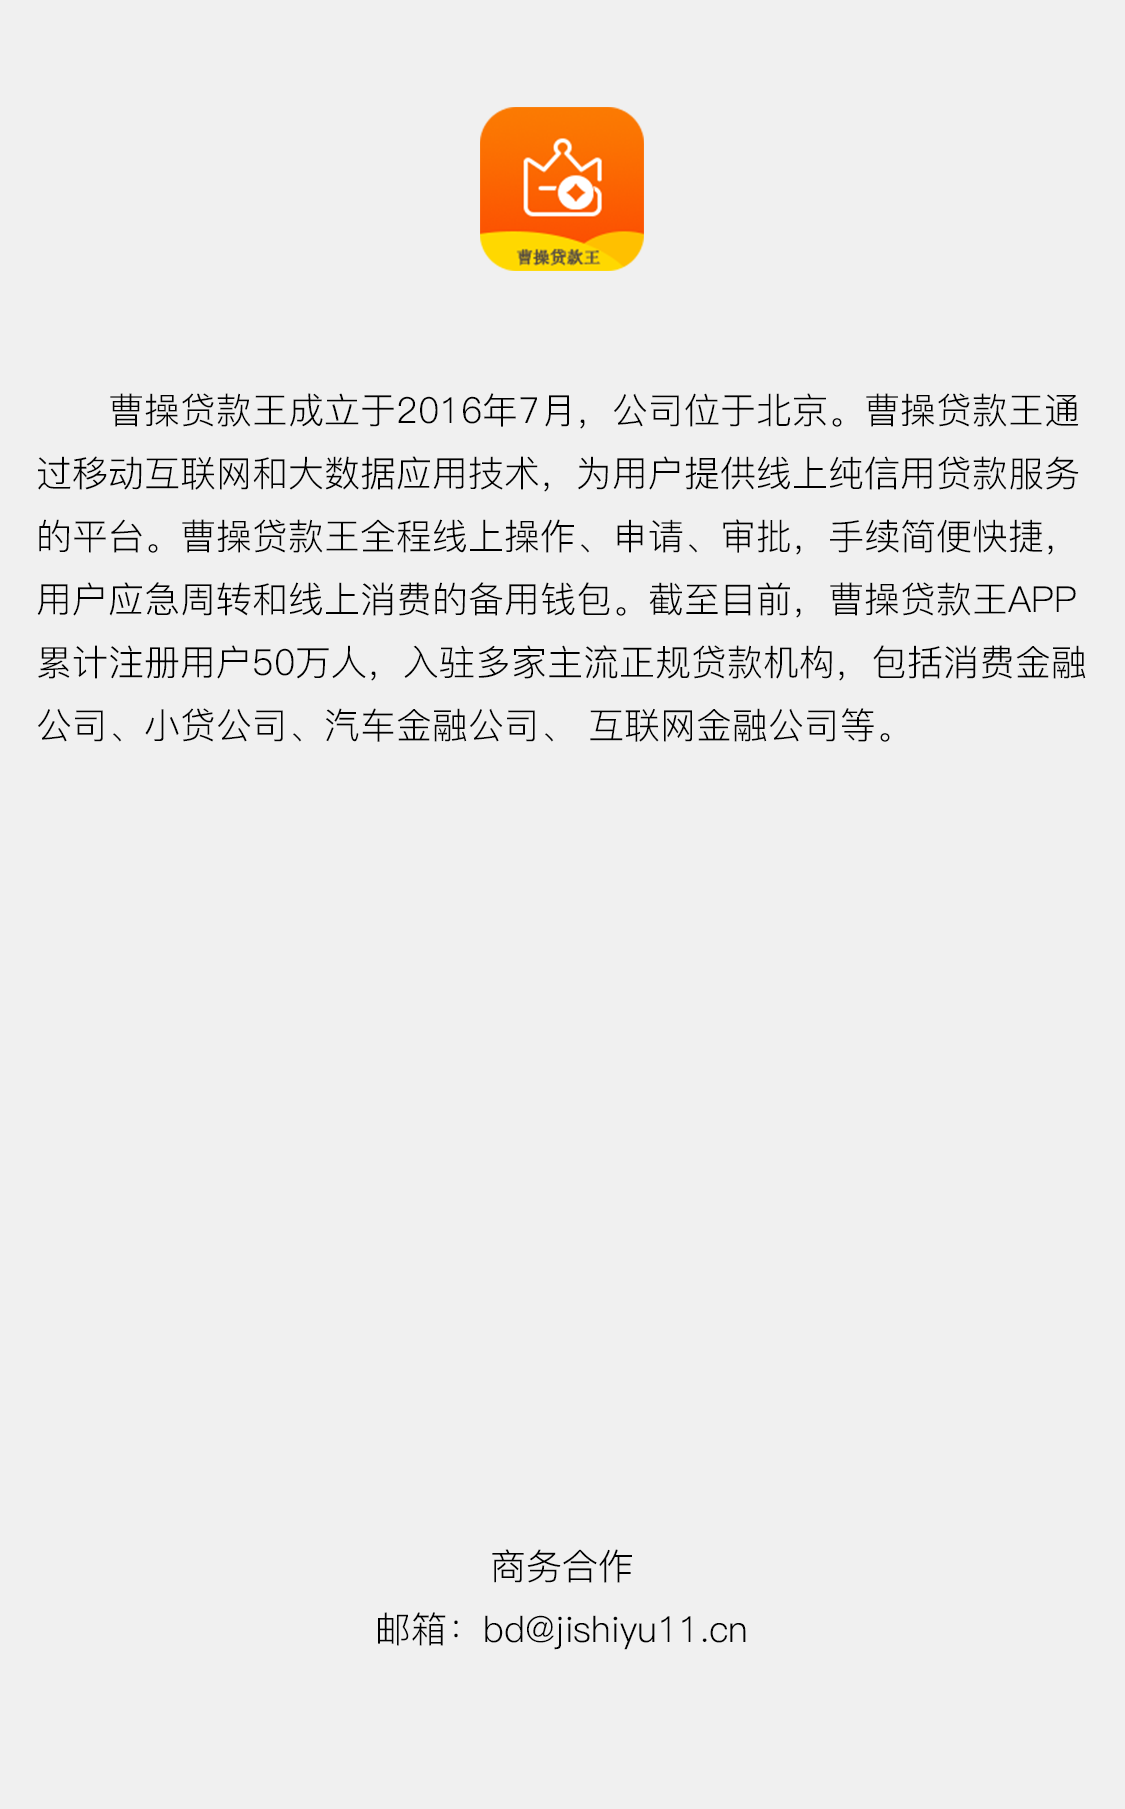 曹操贷款王
曹操贷款王成立于2016年7月，公司位于北京。曹操贷款王通
过移动互联网和大数据应用技术，为用户提供线上纯信用贷款服务
的平台。曹操贷款王全程线上操作、申请、审批，手续简便快捷，
用户应急周转和线上消费的备用钱包。截至目前，曹操贷款王APP
累计注册用户50万人，入驻多家主流正规贷款机构，包括消费金融
公司、小贷公司、汽车金融公司、 互联网金融公司等。
商务合作
邮箱：bd@jishiyu11.cn